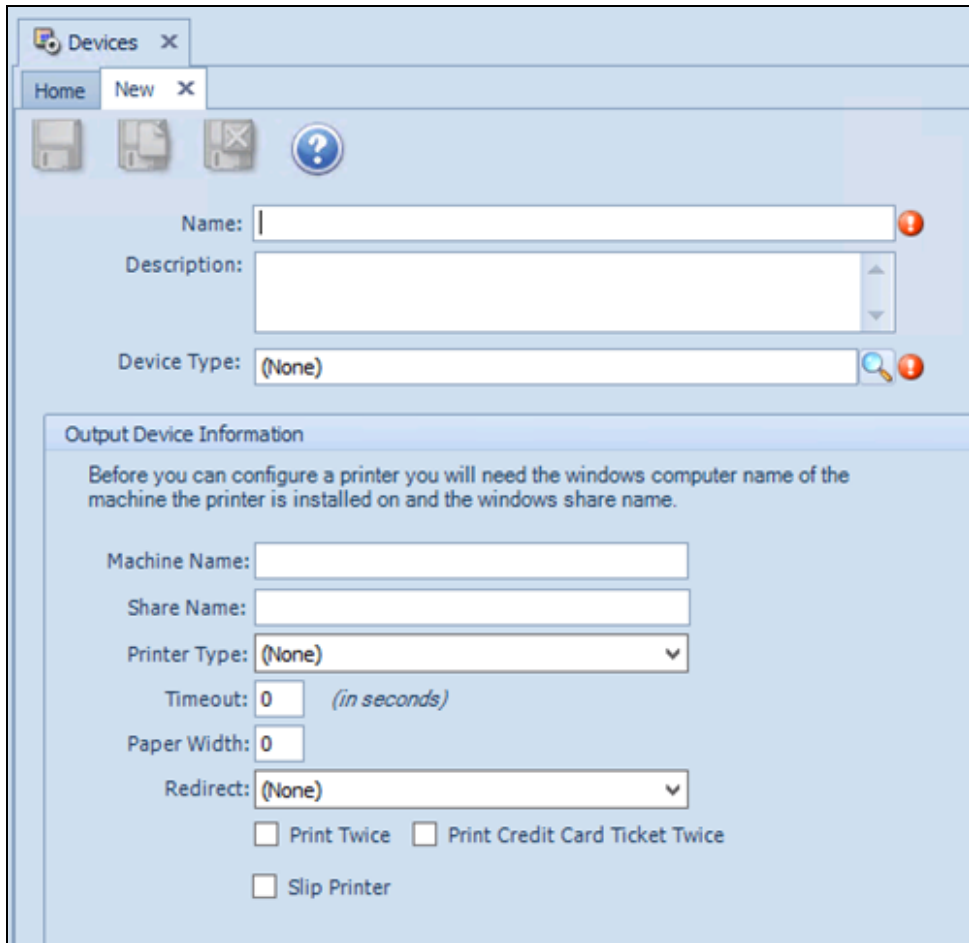 Devices
Home New
Name:
Description:
Device Type: (None)
Output Device Information
Before you can configure a printer you will need the windows computer name of the
machine the printer is installed on and the windows share name.
Machine Name:
Share Name:
Printer Type: (None)
Timeout: 0 (in seconds)
Paper Width: 0
Redirect: (None)
Print Twice Print Credit Card Ticket Twice
Slip Printer